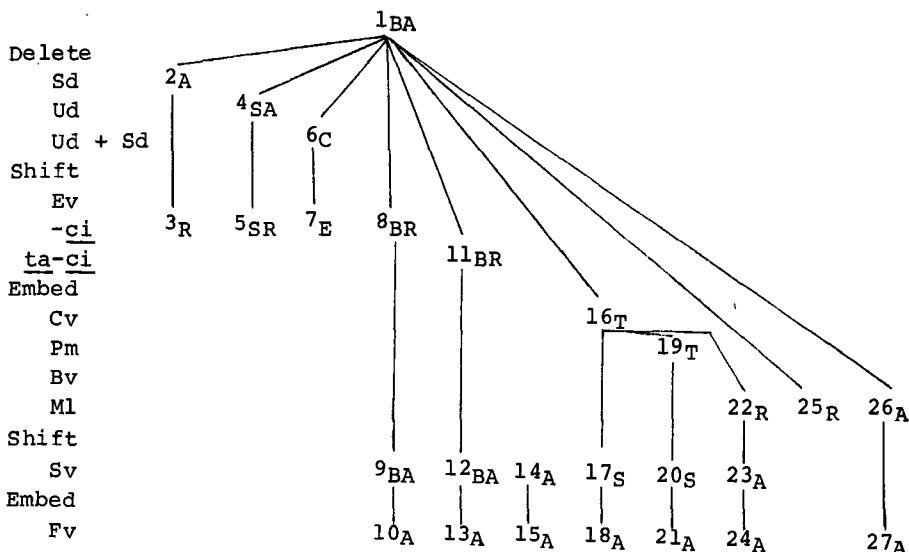 1BA
Delete
Sd 2A
Ud 4SA
Ud + Sd 6C
Shift
Ev
-ci 3R 5SR 7E 8BR
ta-ci 11BR
Embed
Cv 16T
Pm 19T
Bv
Ml 22R 25R 26A
Shift
Sv 9BA 12BA 14A 17S 20S 23A
Embed
Fv 10A 13A 15A 18A 21A 24A 27A